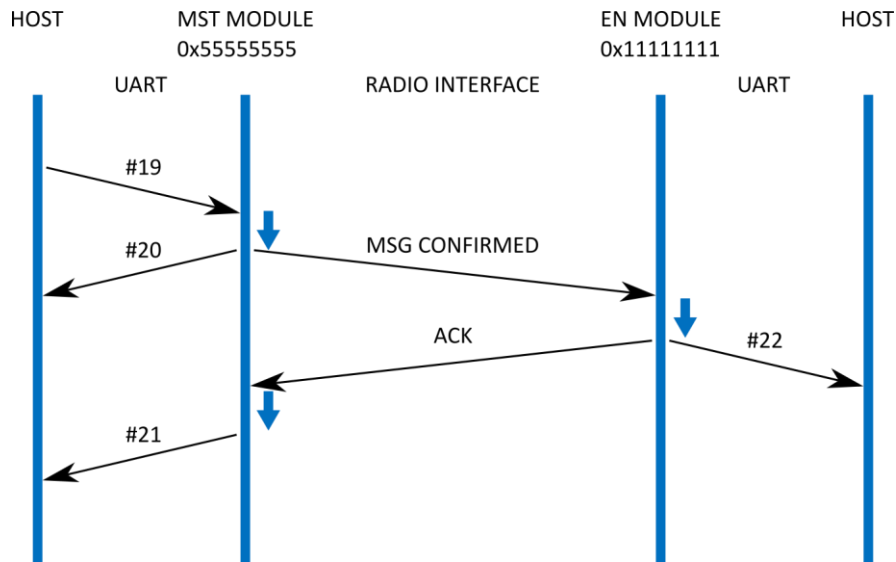 HOST
MST MODULE
0x55555555
EN MODULE
0x11111111
HOST
UART
RADIO INTERFACE
UART
#19
#20
MSG CONFIRMED
ACK
#22
#21